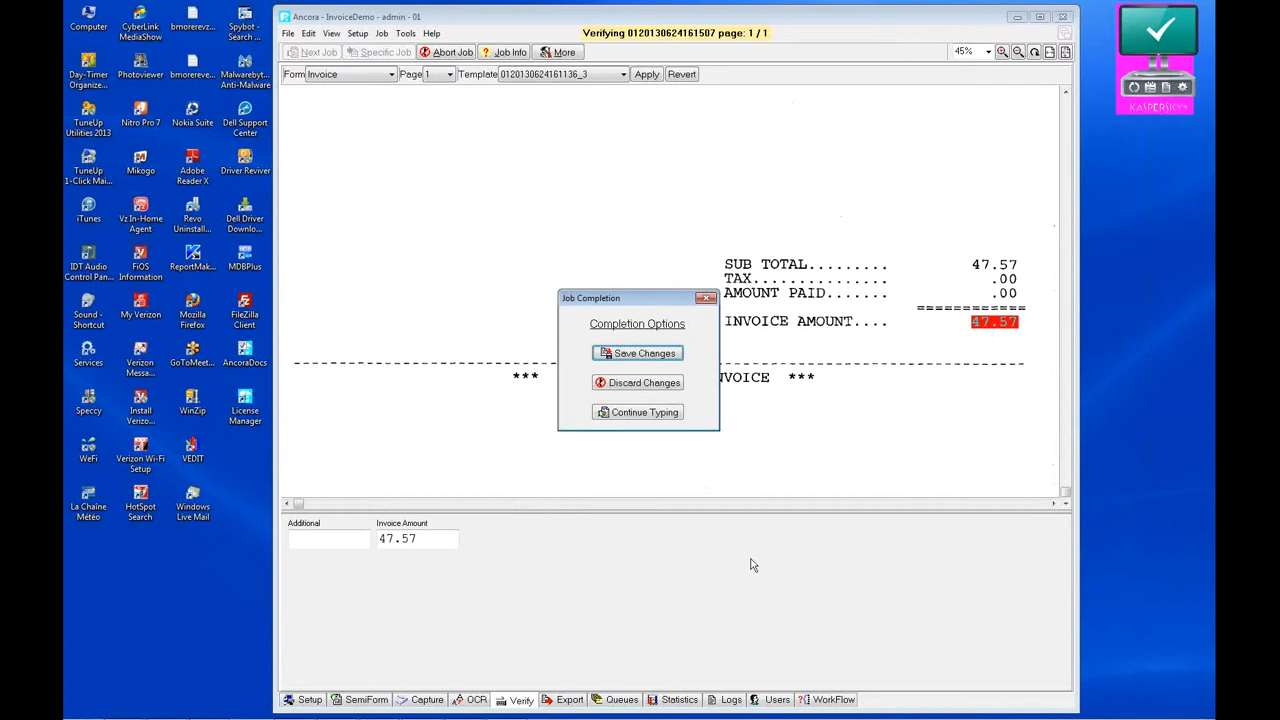 Computer
CyberLink MediaShow
bmorerevz...
Spybot - Search ...
Day-Timer Organize...
Photoviewer
bmorerevz...
Malwarebyt... Anti-Malware
TuneUp Utilities 2013
Nitro Pro 7
Nokia Suite
Dell Support Center
TuneUp 1-Click Mai...
Mikogo
Adobe Reader X
Driver Reviver
iTunes
Vz In-Home Agent
Revo Uninstall...
Dell Driver Downlo...
IDT Audio Control Pan...
FiOS Information
ReportMak...
MDBPlus
Sound - Shortcut
My Verizon
Mozilla Firefox
FileZilla Client
Services
Verizon Messa...
GoToMeet...
AncoraDocs
Speccy
Install Verizo...
WinZip
License Manager
WeFi
Verizon Wi-Fi Setup
VEDIT
La Chaîne Météo
HotSpot Search
Windows Live Mail
Ancora - InvoiceDemo - admin - 01
File Edit View Setup Job Tools Help
Verifying 0120130624161507 page: 1 / 1
Next Job Specific Job Abort Job Job Info More 45%
Form Invoice Page 1 Template 0120130624161136_3 Apply Revert
SUB TOTAL......... 47.57
TAX............... .00
AMOUNT PAID....... .00
============
INVOICE AMOUNT.... 47.57
*** NVOICE ***
Job Completion
Completion Options
Save Changes
Discard Changes
Continue Typing
Additional Invoice Amount
47.57
Setup SemiForm Capture OCR Verify Export Queues Statistics Logs Users WorkFlow
KASPERSKY